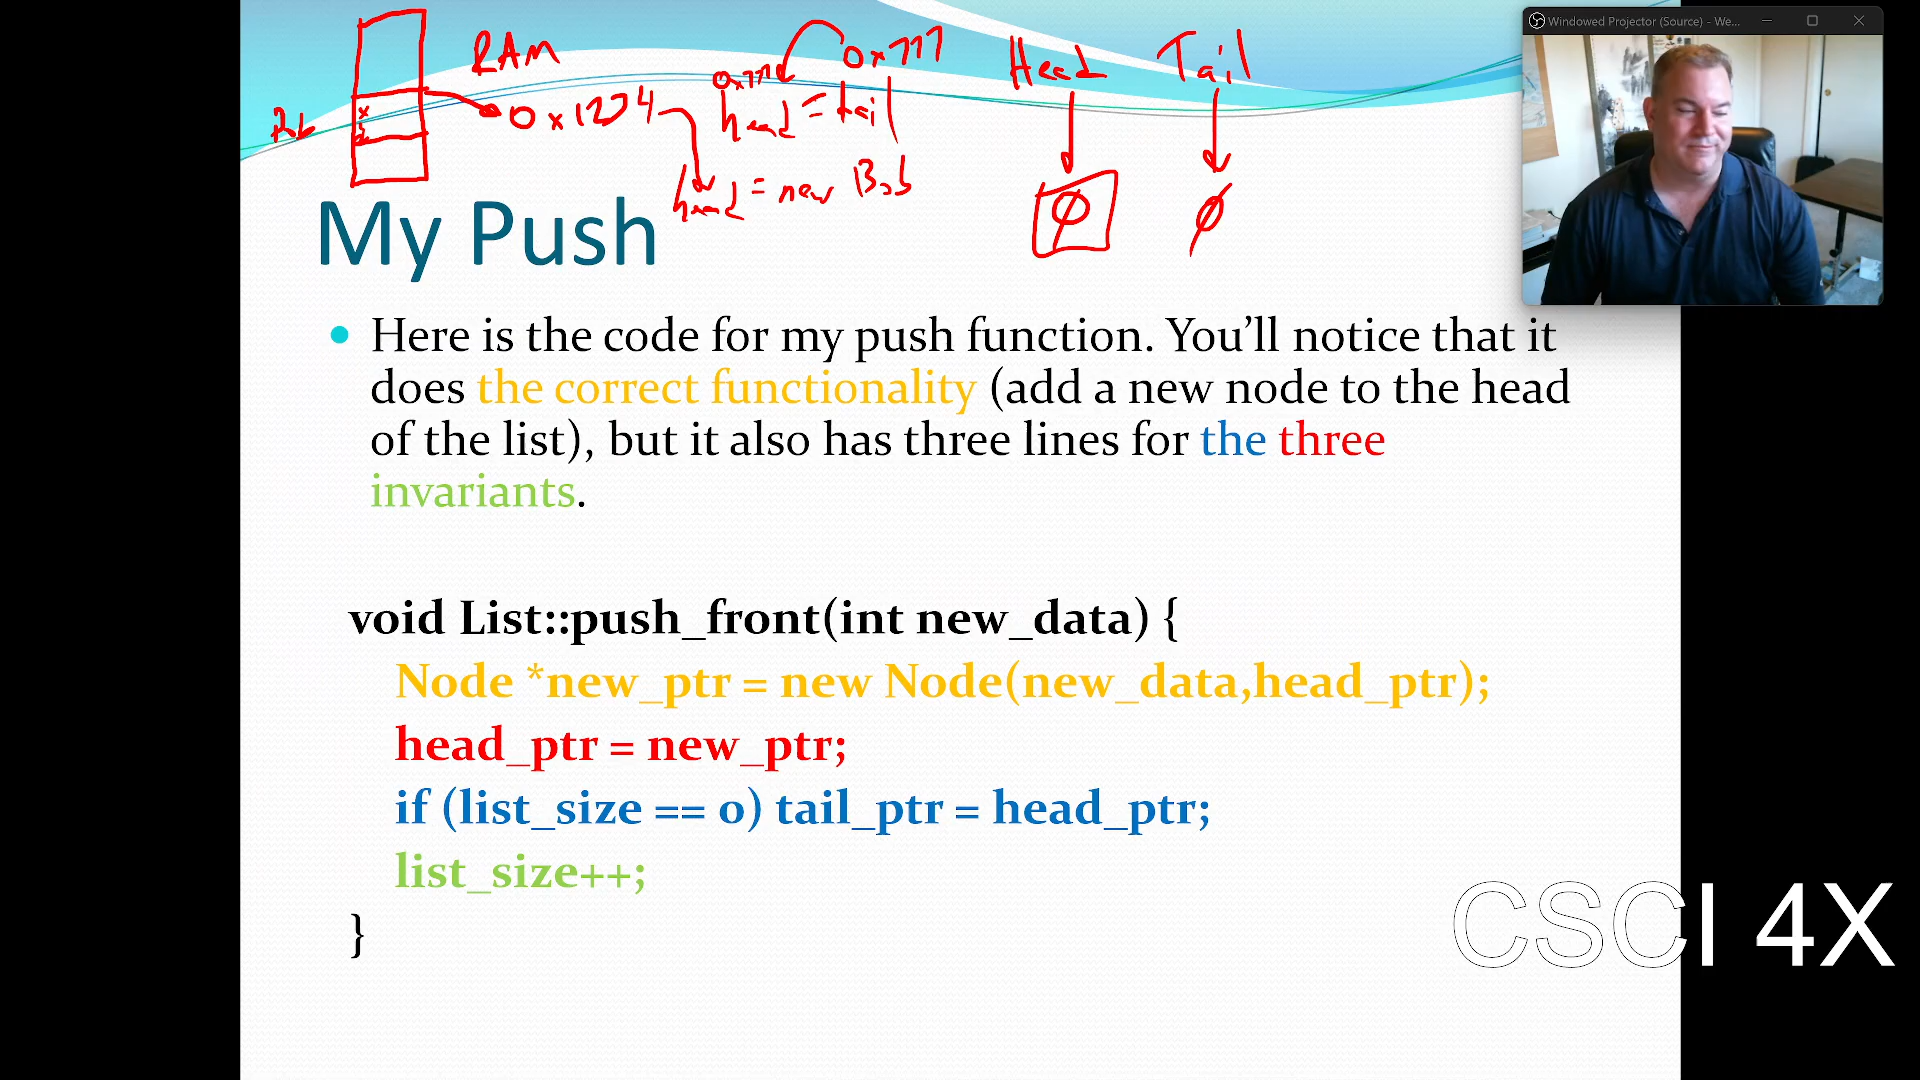 Windowed Projector (Source) - We...
RAM
0x777
Head
Tail
0x1234
head = tail
head = new Bob
My Push
Here is the code for my push function. You’ll notice that it
does the correct functionality (add a new node to the head
of the list), but it also has three lines for the three
invariants.
void List::push_front(int new_data) {
Node *new_ptr = new Node(new_data,head_ptr);
head_ptr = new_ptr;
if (list_size == 0) tail_ptr = head_ptr;
list_size++;
}
CSCI 4X